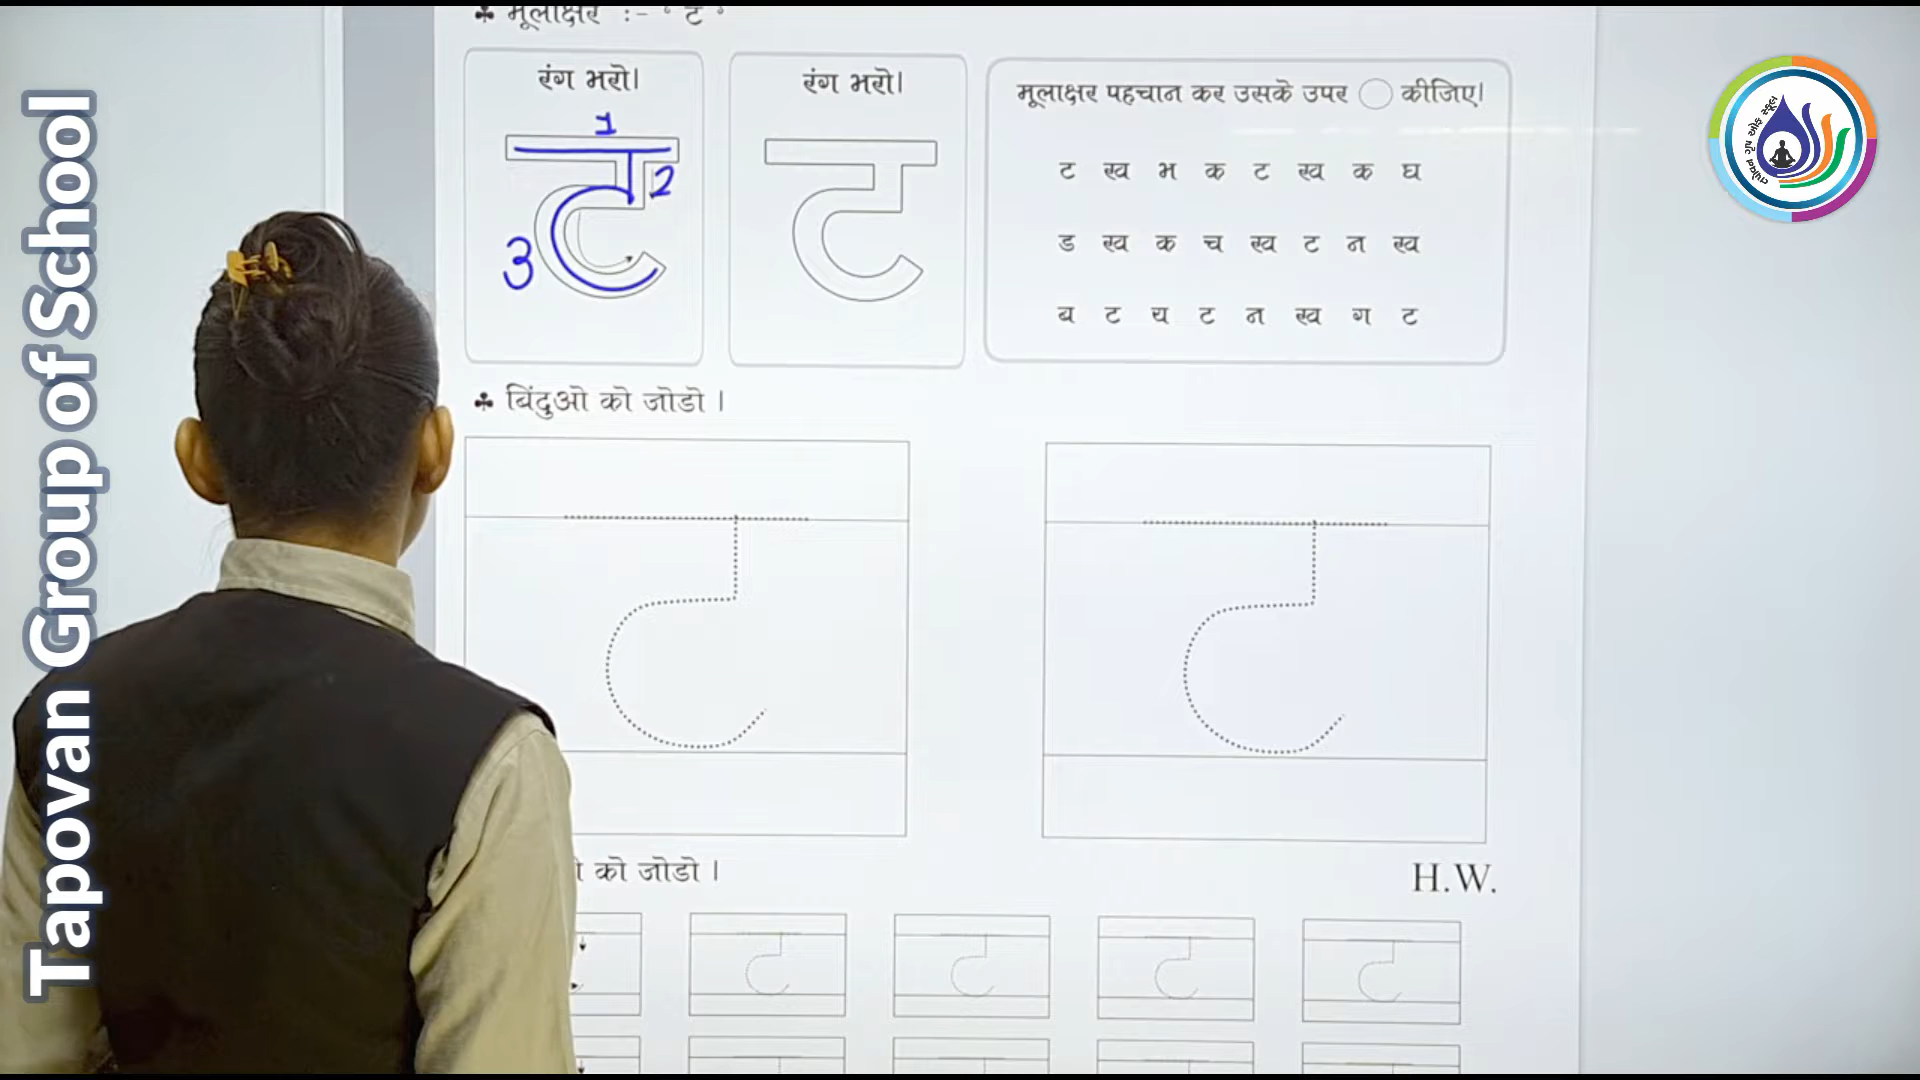 ♣ मूलाक्षर :- ' ट '
रंग भरो।
1
2
3
ट
रंग भरो।
ट
मूलाक्षर पहचान कर उसके उपर ◯ कीजिए।
ट ख भ क ट ख क घ
ड ख क च ख ट न ख
ब ट य ट न ख ग ट
♣ बिंदुओ को जोडो ।
ट ट
को जोडो ।
H.W.
ट ट ट ट
Tapovan Group of School